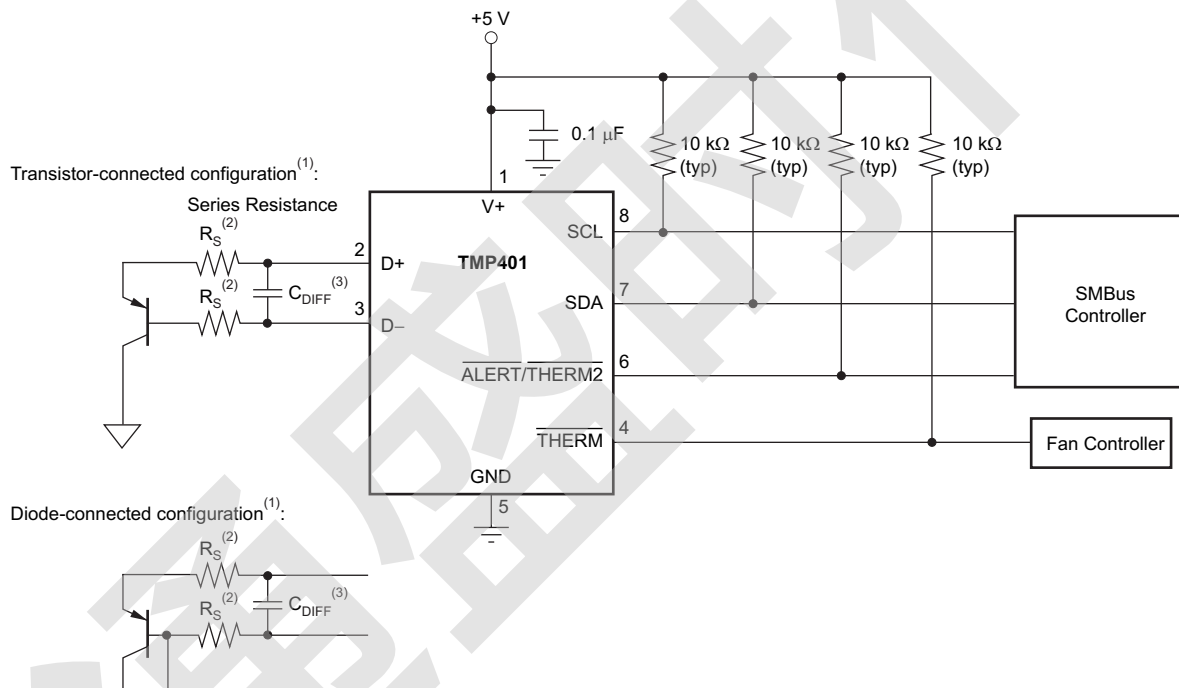 +5 V
0.1 µF
10 kΩ
(typ)
10 kΩ
(typ)
10 kΩ
(typ)
10 kΩ
(typ)
Transistor-connected configuration(1):
Series Resistance
RS(2)
RS(2)
CDIFF(3)
1
V+
TMP401
2
D+
3
D−
8
SCL
7
SDA
6
ALERT/THERM2
4
THERM
GND
5
SMBus
Controller
Fan Controller
Diode-connected configuration(1):
RS(2)
RS(2)
CDIFF(3)
通盛时